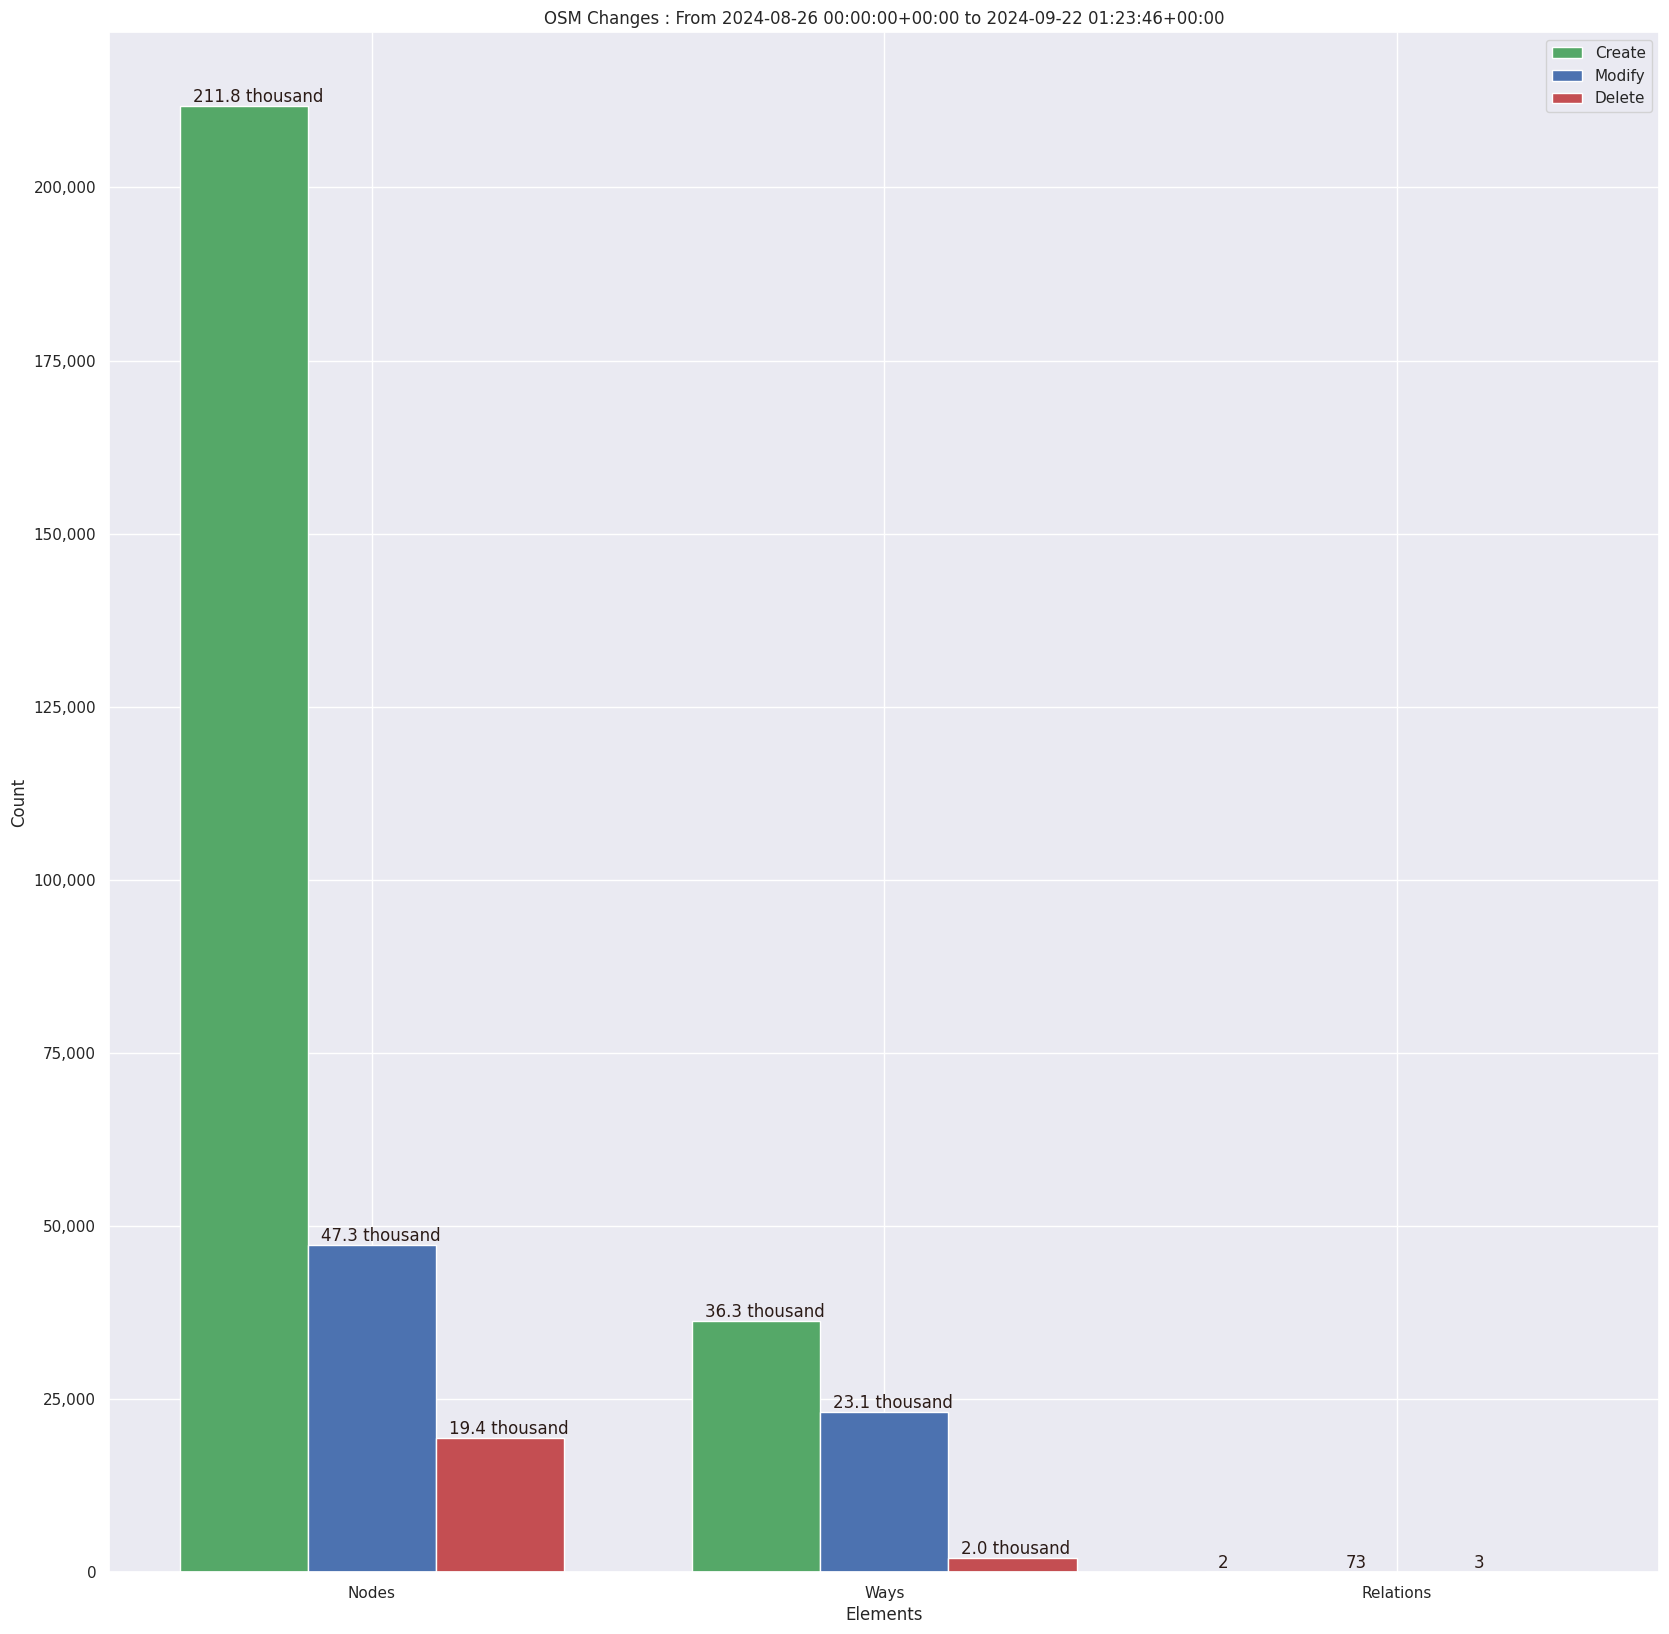 OSM Changes : From 2024-08-26 00:00:00+00:00 to 2024-09-22 01:23:46+00:00
Create
Modify
Delete
211.8 thousand
200,000
175,000
150,000
125,000
100,000
75,000
50,000
25,000
0
Count
47.3 thousand
19.4 thousand
36.3 thousand
23.1 thousand
2.0 thousand
2
73
3
Nodes
Ways
Relations
Elements